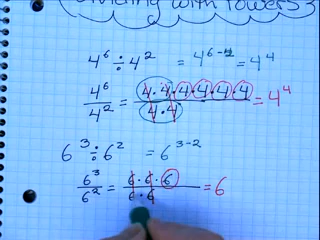 Dividing with Powers
4⁶ ÷ 4² = 4⁶⁻² = 4⁴
4⁶/4² = 4·4·4·4·4·4/4·4 = 4⁴
6³ ÷ 6² = 6³⁻²
6³/6² = 6·6·6/6·6 = 6